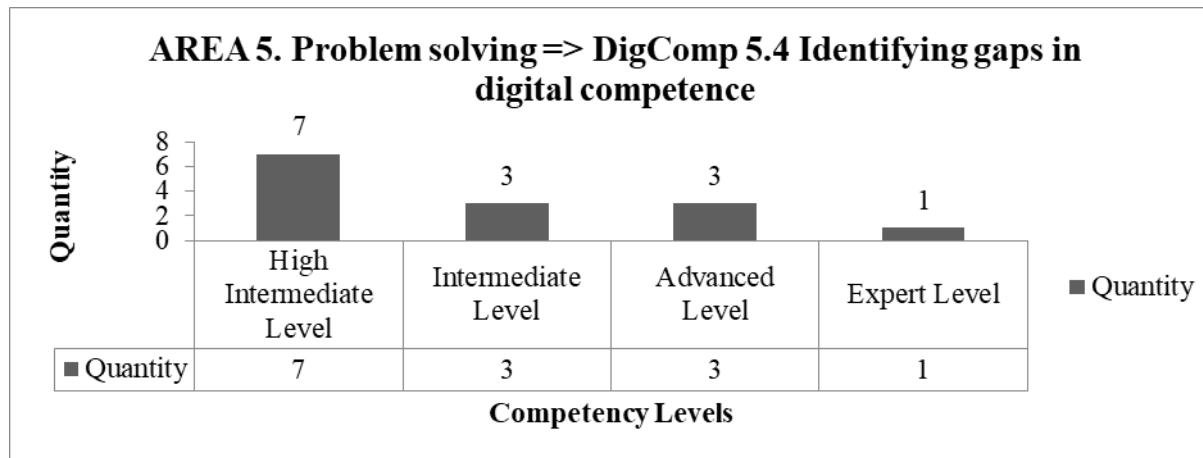 AREA 5. Problem solving => DigComp 5.4 Identifying gaps in
digital competence
Quantity
8
6
4
2
0
7
3
3
1
High
Intermediate
Level
Intermediate
Level
Advanced
Level
Expert Level
Quantity
Quantity 7 3 3 1
Competency Levels